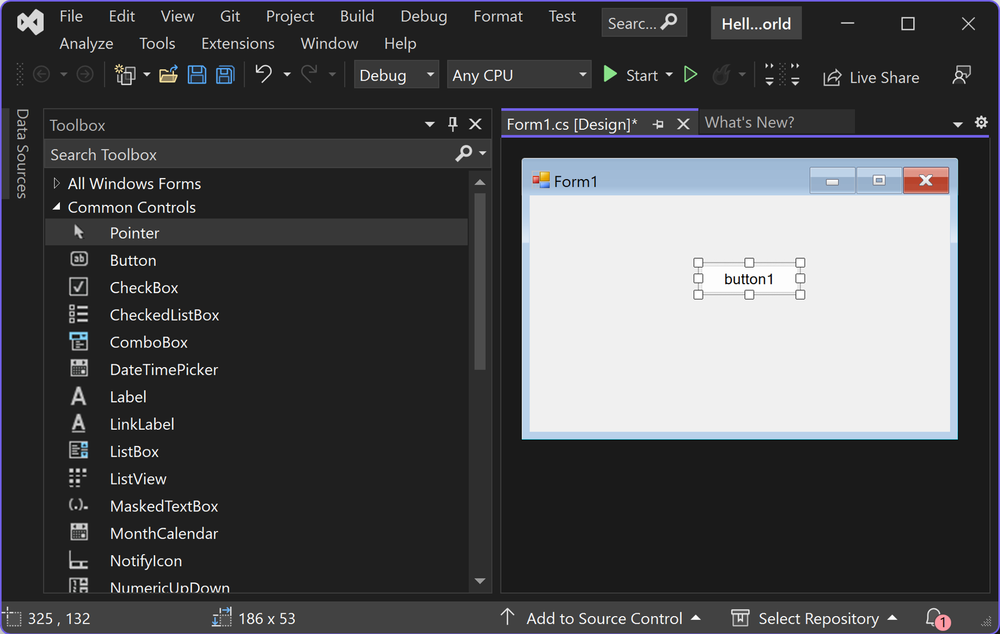 File Edit View Git Project Build Debug Format Test Searc... Hell...orld
Analyze Tools Extensions Window Help
Debug Any CPU Start Live Share
Data Sources
Toolbox
Search Toolbox
All Windows Forms
Common Controls
Pointer
Button
CheckBox
CheckedListBox
ComboBox
DateTimePicker
Label
LinkLabel
ListBox
ListView
MaskedTextBox
MonthCalendar
NotifyIcon
NumericUpDown
Form1.cs [Design]* What's New?
Form1
button1
325 , 132 186 x 53 Add to Source Control Select Repository 1